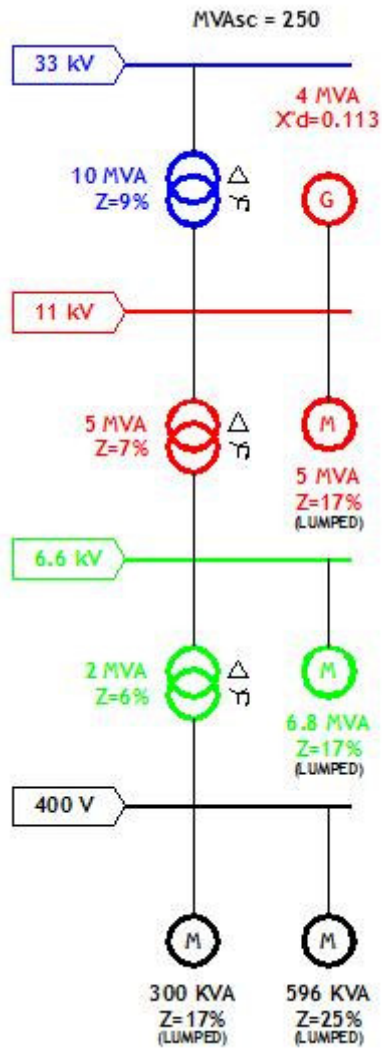 MVAsc = 250
33 kV
4 MVA
X"d=0.113
10 MVA
Z=9%
G
11 kV
5 MVA
Z=7%
M
5 MVA
Z=17%
(LUMPED)
6.6 kV
2 MVA
Z=6%
M
6.8 MVA
Z=17%
(LUMPED)
400 V
M
M
300 KVA
596 KVA
Z=17%
Z=25%
(LUMPED)
(LUMPED)